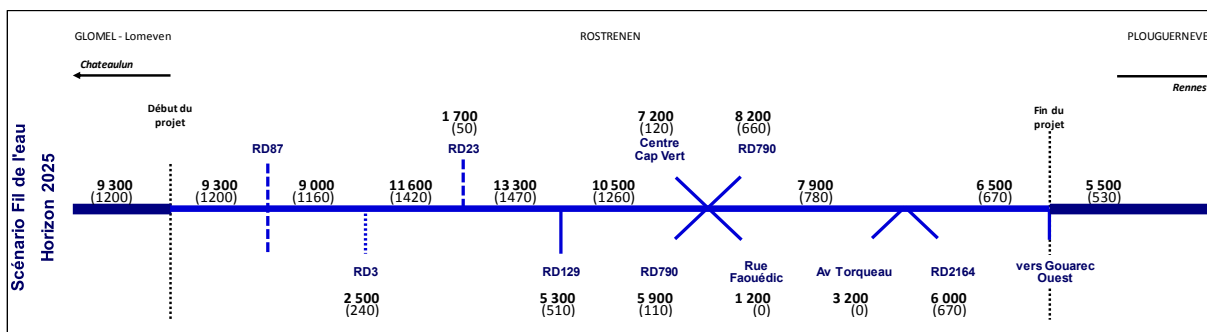 GLOMEL - Lomeven
ROSTRENEN
PLOUGUERNEVE
Chateaulun
Rennes
Scénario Fil de l'eau
Horizon 2025
Début du
projet
Fin du
projet
1 700
(50)
RD23
7 200
(120)
Centre
Cap Vert
8 200
(660)
RD790
RD87
9 300
(1200)
9 300
(1200)
9 000
(1160)
11 600
(1420)
13 300
(1470)
10 500
(1260)
7 900
(780)
6 500
(670)
5 500
(530)
RD3
2 500
(240)
RD129
5 300
(510)
RD790
5 900
(110)
Rue
Faouédic
1 200
(0)
Av Torqueau
3 200
(0)
RD2164
6 000
(670)
vers Gouarec
Ouest